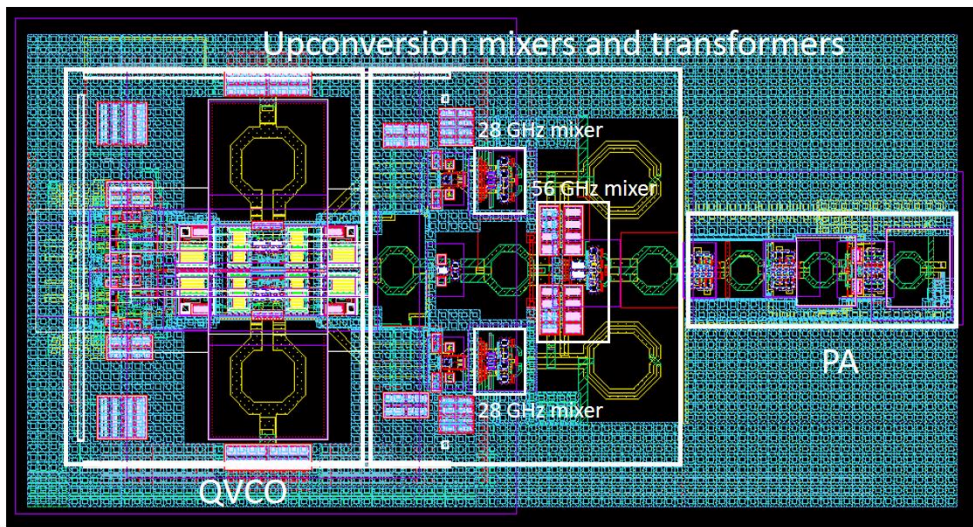 Upconversion mixers and transformers
28 GHz mixer
56 GHz mixer
PA
28 GHz mixer
QVCO